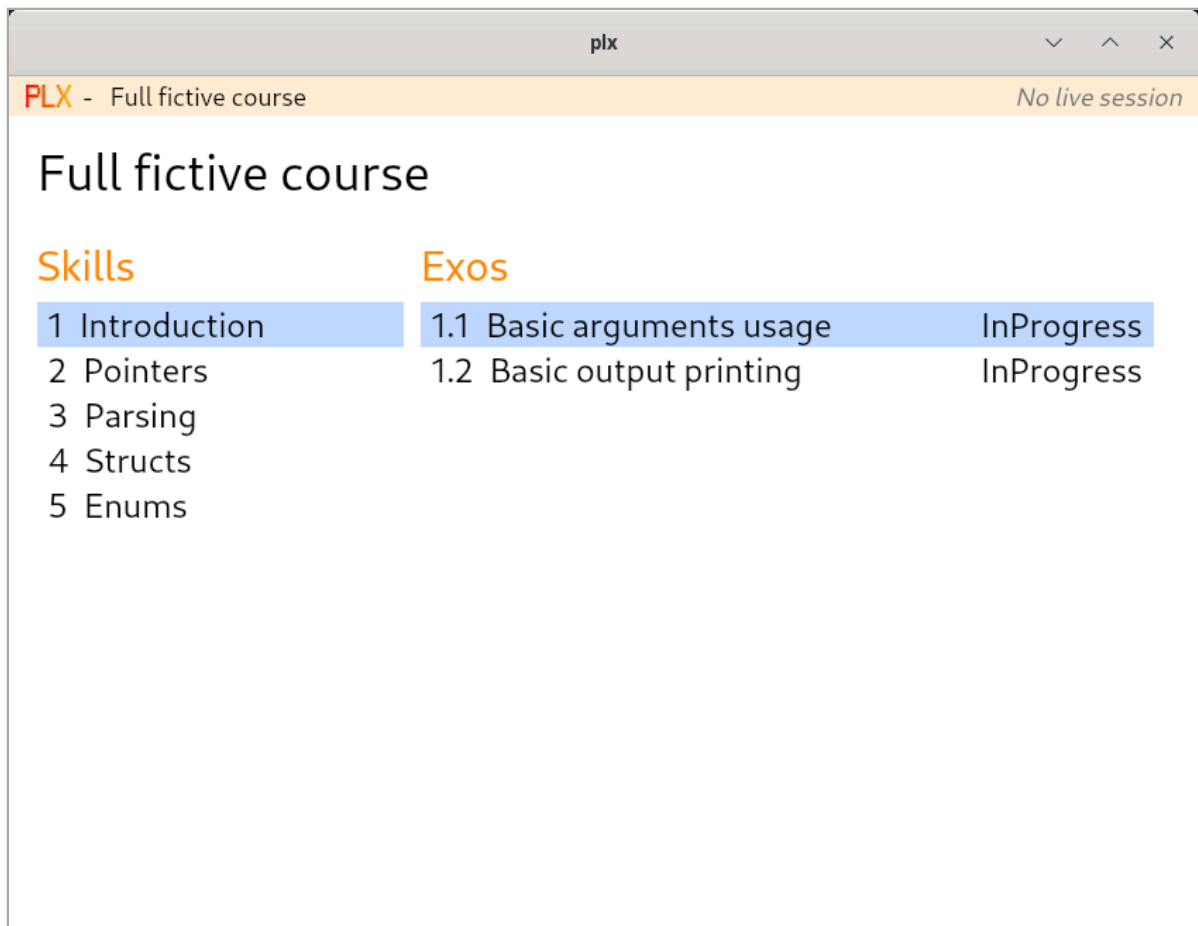 plx
PLX - Full fictive course No live session
Full fictive course
Skills Exos
1 Introduction 1.1 Basic arguments usage InProgress
2 Pointers 1.2 Basic output printing InProgress
3 Parsing
4 Structs
5 Enums